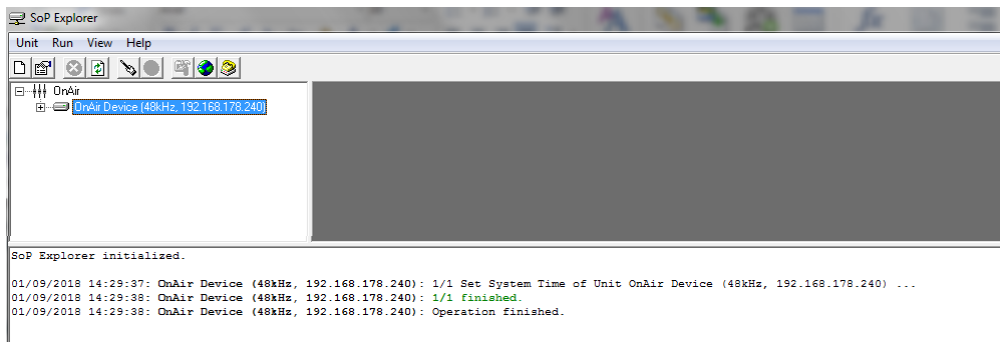 SoP Explorer
Unit Run View Help
OnAir
OnAir Device (48kHz, 192.168.178.240)
SoP Explorer initialized.
01/09/2018 14:29:37: OnAir Device (48kHz, 192.168.178.240): 1/1 Set System Time of Unit OnAir Device (48kHz, 192.168.178.240) ...
01/09/2018 14:29:38: OnAir Device (48kHz, 192.168.178.240): 1/1 finished.
01/09/2018 14:29:38: OnAir Device (48kHz, 192.168.178.240): Operation finished.